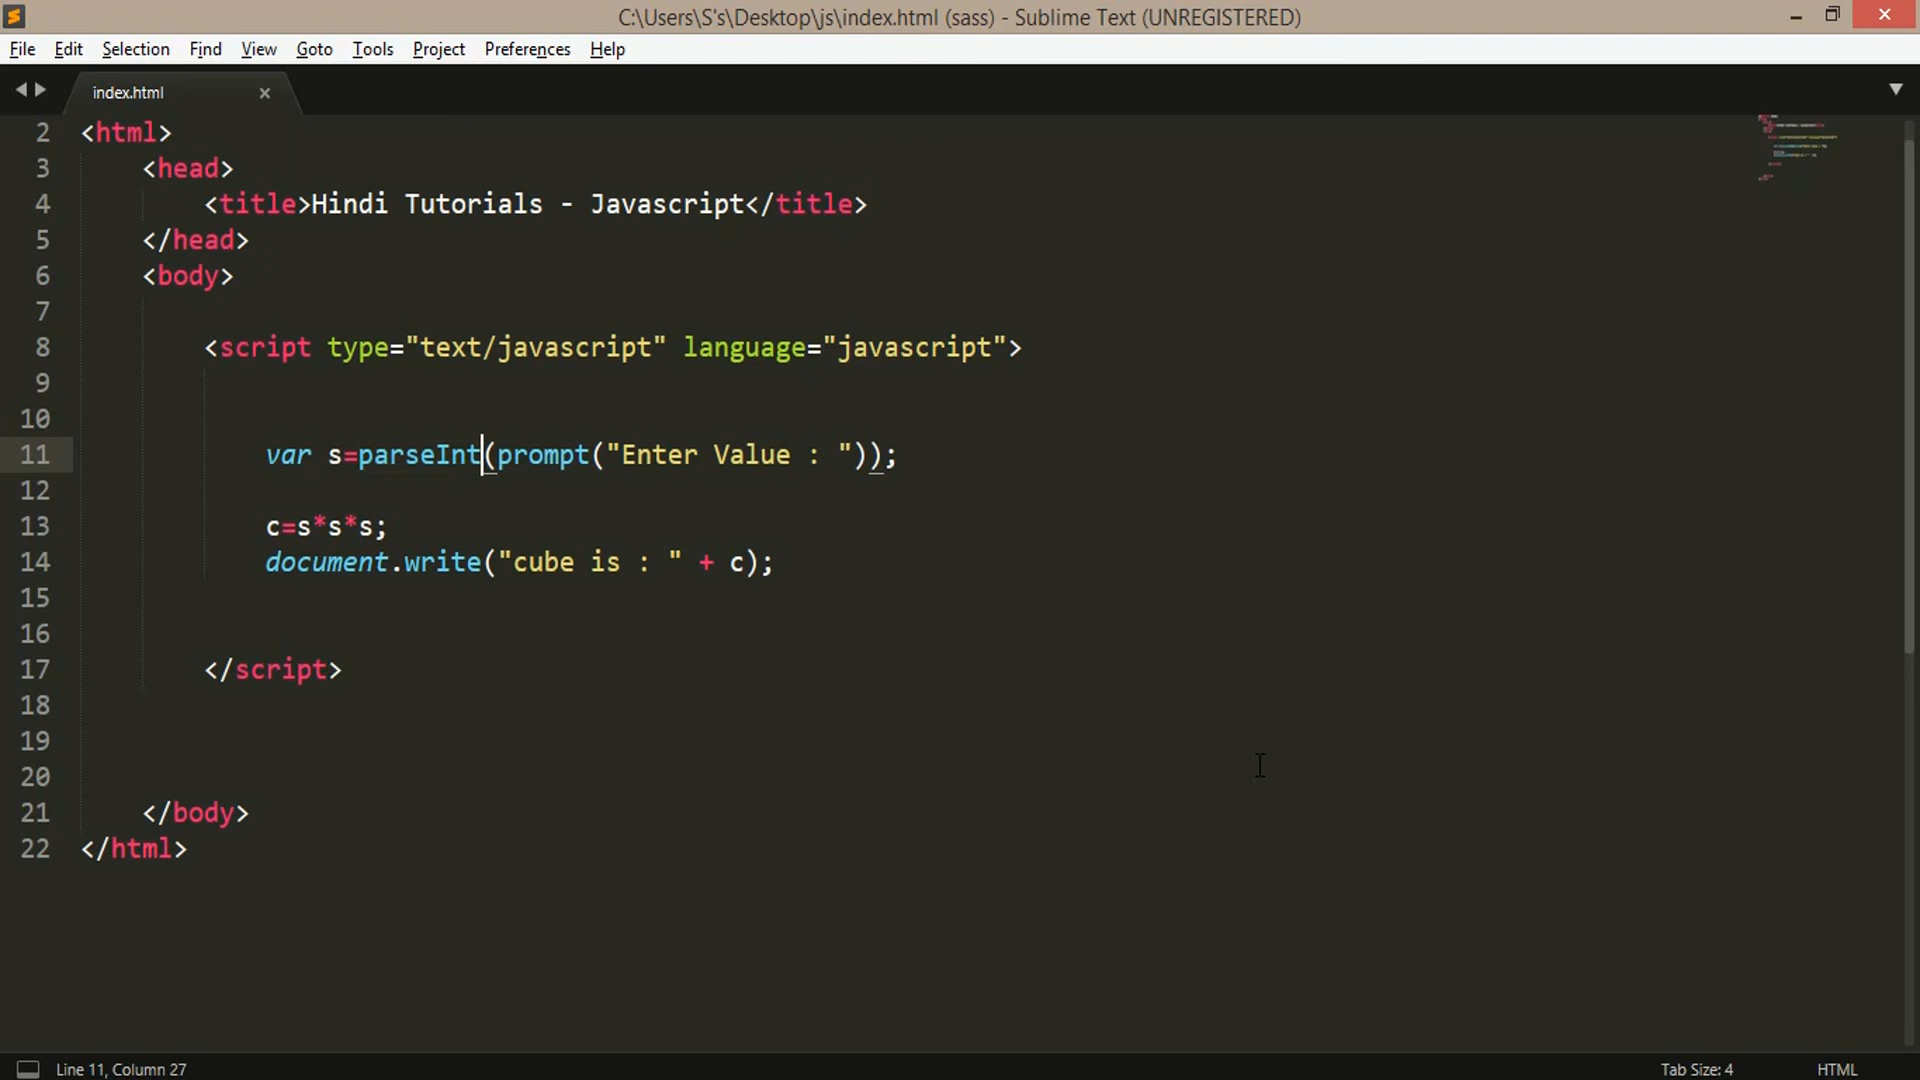 C:\Users\S's\Desktop\js\index.html (sass) - Sublime Text (UNREGISTERED)
File Edit Selection Find View Goto Tools Project Preferences Help
index.html
2 <html>
3 <head>
4 <title>Hindi Tutorials - Javascript</title>
5 </head>
6 <body>
7
8 <script type="text/javascript" language="javascript">
9
10
11 var s=parseInt(prompt("Enter Value : "));
12
13 c=s*s*s;
14 document.write("cube is : " + c);
15
16
17 </script>
18
19
20
21 </body>
22 </html>
Line 11, Column 27
Tab Size: 4
HTML